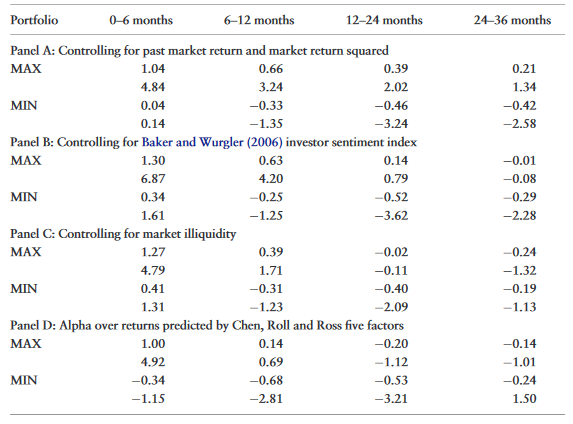 Portfolio 0–6 months 6–12 months 12–24 months 24–36 months
Panel A: Controlling for past market return and market return squared
MAX 1.04 0.66 0.39 0.21
4.84 3.24 2.02 1.34
MIN 0.04 −0.33 −0.46 −0.42
0.14 −1.35 −3.24 −2.58
Panel B: Controlling for Baker and Wurgler (2006) investor sentiment index
MAX 1.30 0.63 0.14 −0.01
6.87 4.20 0.79 −0.08
MIN 0.34 −0.25 −0.52 −0.29
1.61 −1.25 −3.62 −2.28
Panel C: Controlling for market illiquidity
MAX 1.27 0.39 −0.02 −0.24
4.79 1.71 −0.11 −1.32
MIN 0.41 −0.31 −0.40 −0.19
1.31 −1.23 −2.09 −1.13
Panel D: Alpha over returns predicted by Chen, Roll and Ross five factors
MAX 1.00 0.14 −0.20 −0.14
4.92 0.69 −1.12 −1.01
MIN −0.34 −0.68 −0.53 −0.24
−1.15 −2.81 −3.21 1.50